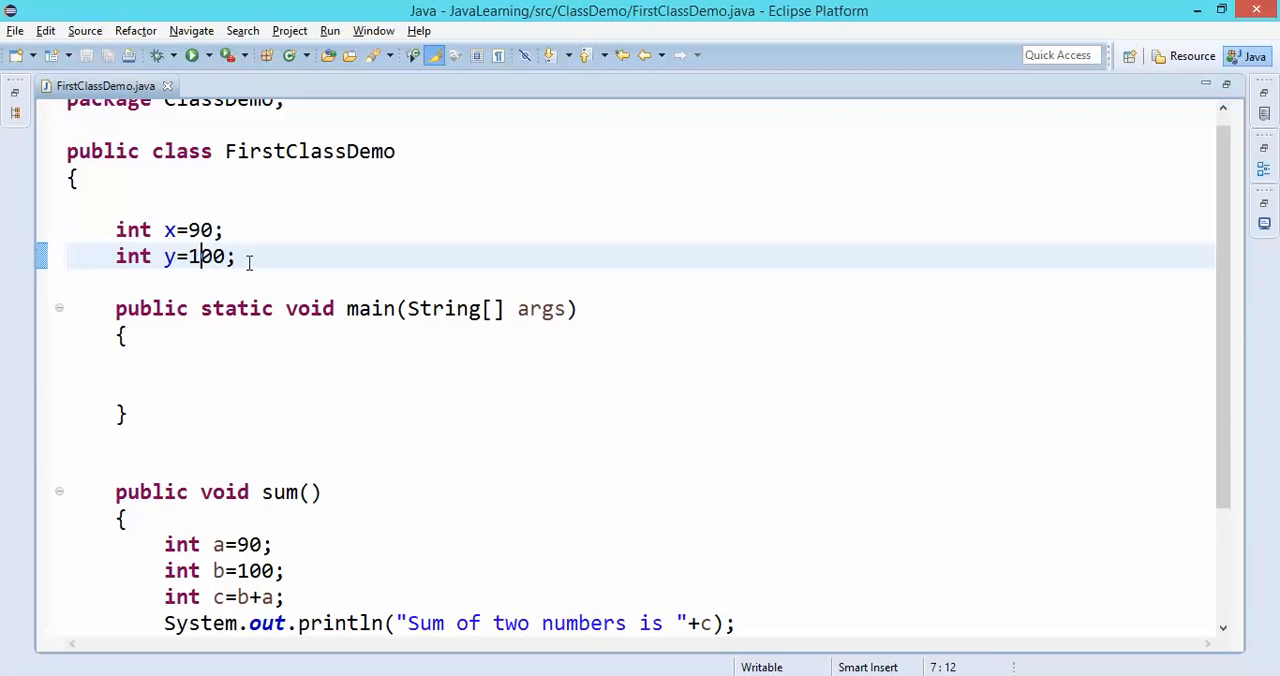 Java - JavaLearning/src/ClassDemo/FirstClassDemo.java - Eclipse Platform
File Edit Source Refactor Navigate Search Project Run Window Help
Quick Access Resource Java
FirstClassDemo.java
package ClassDemo;
public class FirstClassDemo
{
int x=90;
int y=100;
public static void main(String[] args)
{
}
public void sum()
{
int a=90;
int b=100;
int c=b+a;
System.out.println("Sum of two numbers is "+c);
Writable Smart Insert 7 : 12